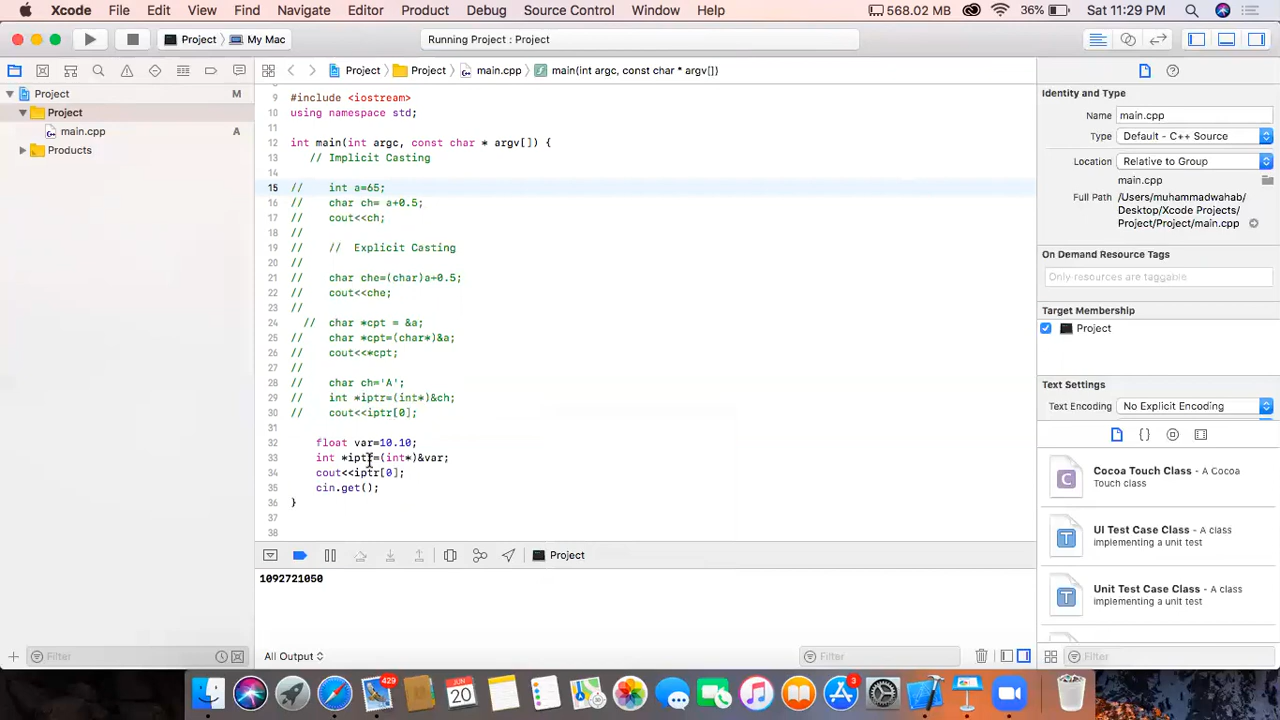 Xcode File Edit View Find Navigate Editor Product Debug Source Control Window Help 568.02 MB 36% Sat 11:29 PM
Project My Mac Running Project : Project
Project Project main.cpp main(int argc, const char * argv[])
Project M
Project
main.cpp A
Products
9 #include <iostream>
10 using namespace std;
11
12 int main(int argc, const char * argv[]) {
13 // Implicit Casting
14
15 // int a=65;
16 // char ch= a+0.5;
17 // cout<<ch;
18 //
19 // // Explicit Casting
20 //
21 // char che=(char)a+0.5;
22 // cout<<che;
23 //
24 // char *cpt = &a;
25 // char *cpt=(char*)&a;
26 // cout<<*cpt;
27 //
28 // char ch='A';
29 // int *iptr=(int*)&ch;
30 // cout<<iptr[0];
31
32 float var=10.10;
33 int *iptr=(int*)&var;
34 cout<<iptr[0];
35 cin.get();
36 }
37
38
Project
1092721050
All Output
Filter
Filter
Identity and Type
Name main.cpp
Type Default - C++ Source
Location Relative to Group
main.cpp
Full Path /Users/muhammadwahab/
Desktop/Xcode Projects/
Project/Project/main.cpp
On Demand Resource Tags
Only resources are taggable
Target Membership
Project
Text Settings
Text Encoding No Explicit Encoding
C Cocoa Touch Class - A Cocoa
Touch class
T UI Test Case Class - A class
implementing a unit test
T Unit Test Case Class - A class
implementing a unit test
Filter
429
JUN
20
3